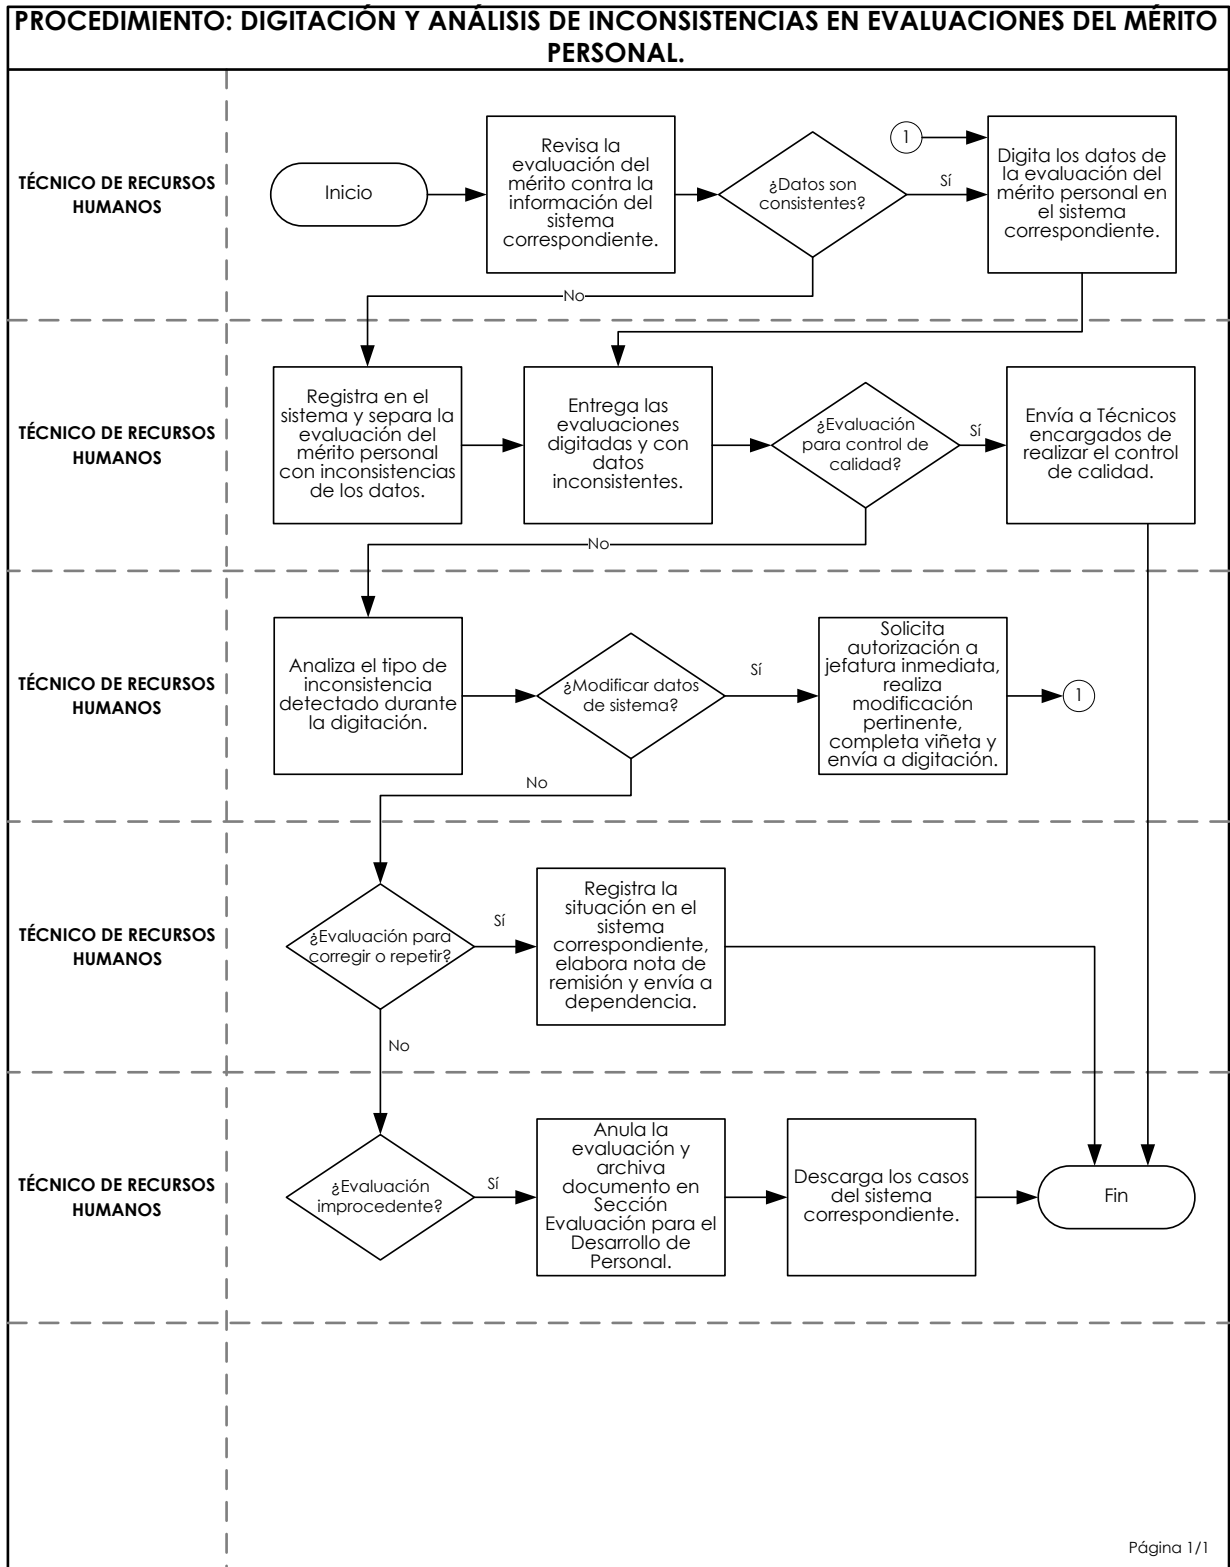 PROCEDIMIENTO: DIGITACIÓN Y ANÁLISIS DE INCONSISTENCIAS EN EVALUACIONES DEL MÉRITO
PERSONAL.
TÉCNICO DE RECURSOS
HUMANOS
Inicio
Revisa la
evaluación del
mérito contra la
información del
sistema
correspondiente.
¿Datos son
consistentes?
Sí
1
Digita los datos de
la evaluación del
mérito personal en
el sistema
correspondiente.
No
TÉCNICO DE RECURSOS
HUMANOS
Registra en el
sistema y separa la
evaluación del
mérito personal
con inconsistencias
de los datos.
Entrega las
evaluaciones
digitadas y con
datos
inconsistentes.
¿Evaluación
para control de
calidad?
Sí
Envía a Técnicos
encargados de
realizar el control
de calidad.
No
TÉCNICO DE RECURSOS
HUMANOS
Analiza el tipo de
inconsistencia
detectado durante
la digitación.
¿Modificar datos
de sistema?
Sí
Solicita
autorización a
jefatura inmediata,
realiza
modificación
pertinente,
completa viñeta y
envía a digitación.
1
No
TÉCNICO DE RECURSOS
HUMANOS
¿Evaluación para
corregir o repetir?
Sí
Registra la
situación en el
sistema
correspondiente,
elabora nota de
remisión y envía a
dependencia.
No
TÉCNICO DE RECURSOS
HUMANOS
¿Evaluación
improcedente?
Sí
Anula la
evaluación y
archiva
documento en
Sección
Evaluación para el
Desarrollo de
Personal.
Descarga los casos
del sistema
correspondiente.
Fin
Página 1/1